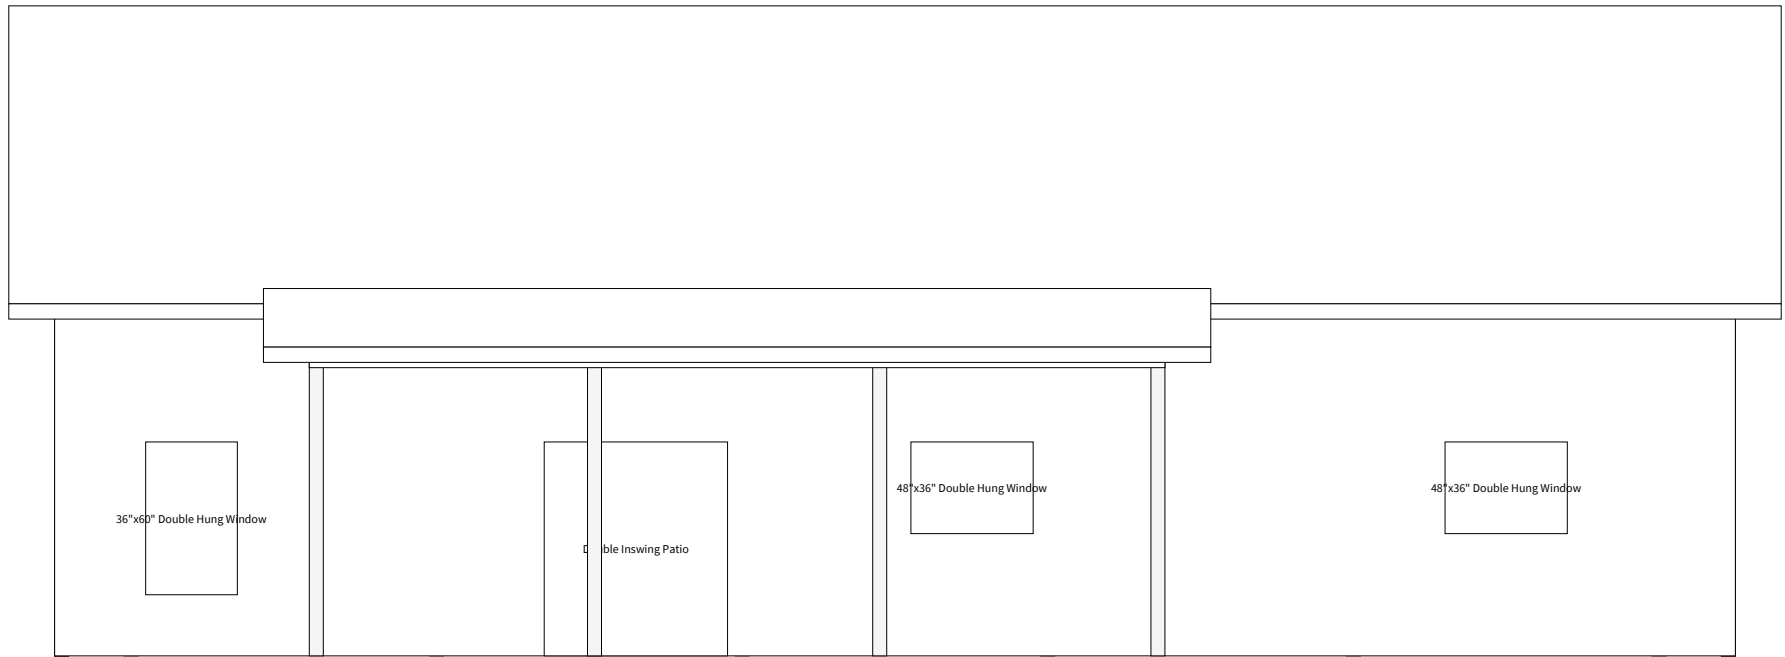 36"x60" Double Hung Window
Inswing Patio
48"x36" Double Hung Window
48"x36" Double Hung Window